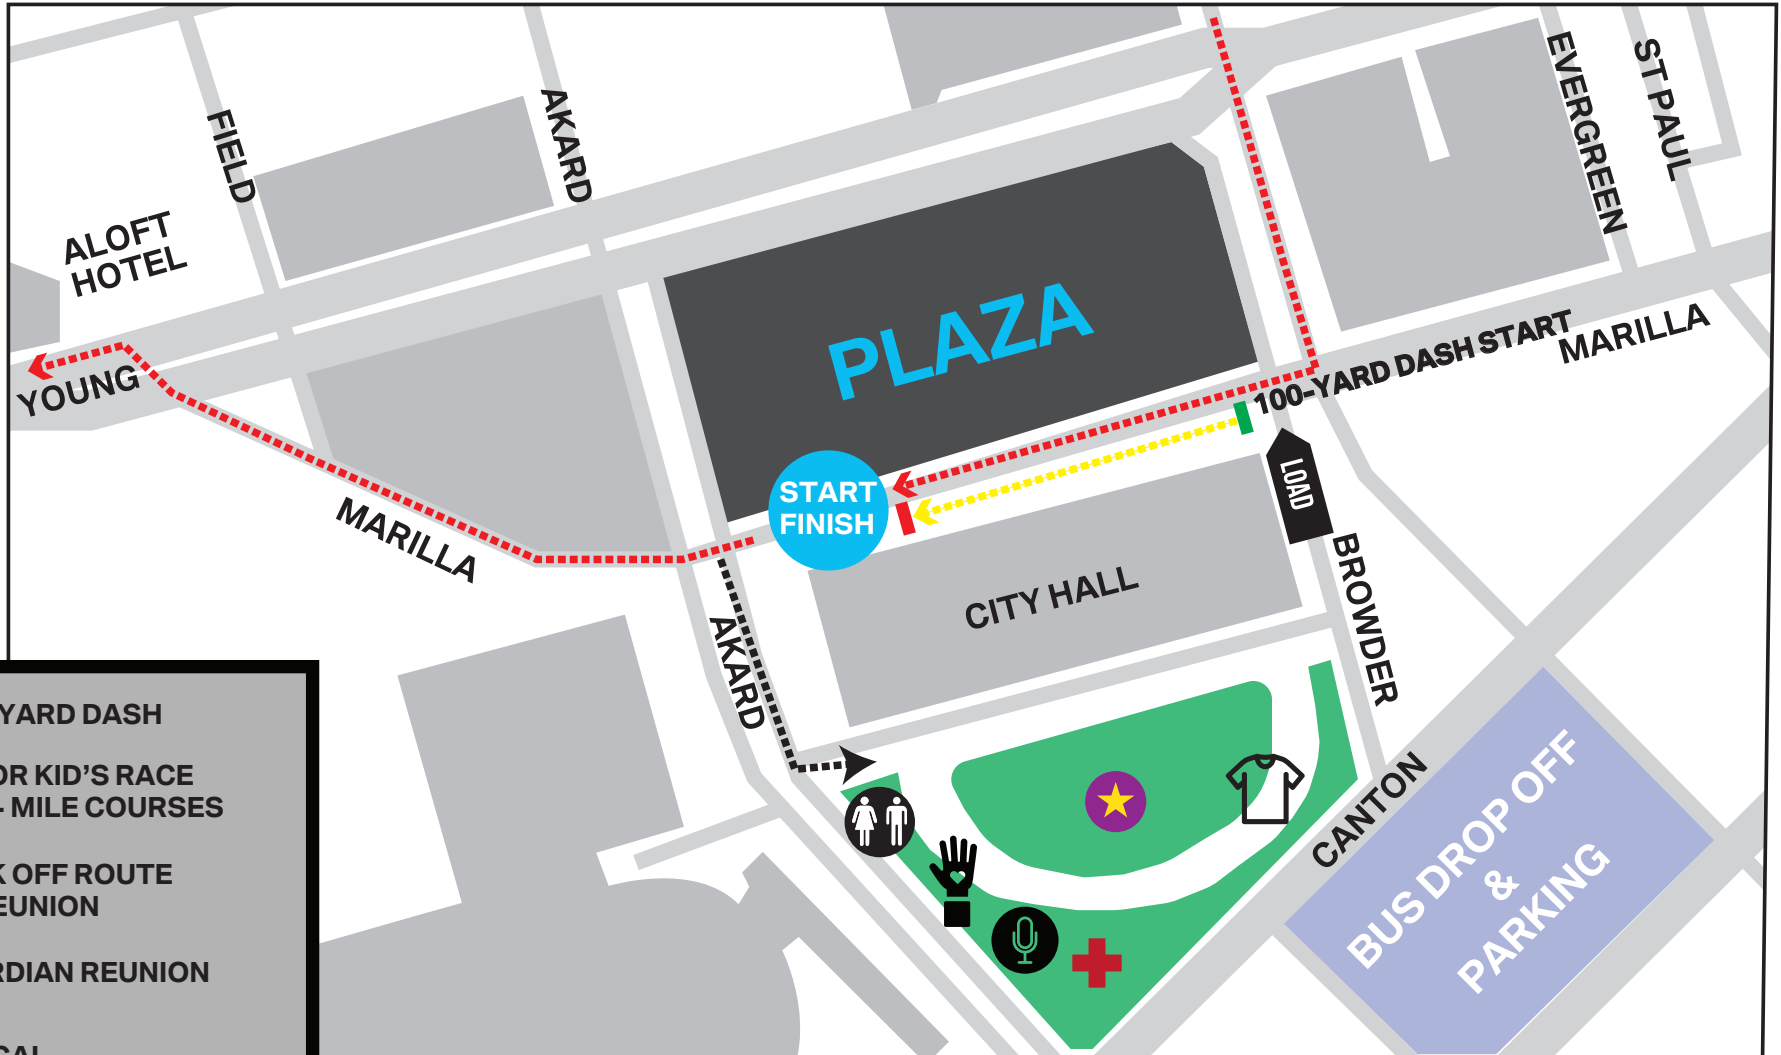 FIELD
AKARD
EVERGREEN
ST PAUL
ALOFT
HOTEL
YOUNG
PLAZA
100-YARD DASH START
MARILLA
START
FINISH
LOAD
MARILLA
CITY HALL
BROWDER
AKARD
CANTON
BUS DROP OFF
&
PARKING
YARD DASH
OR KID'S RACE
- MILE COURSES
K OFF ROUTE
EUNION
RDIAN REUNION